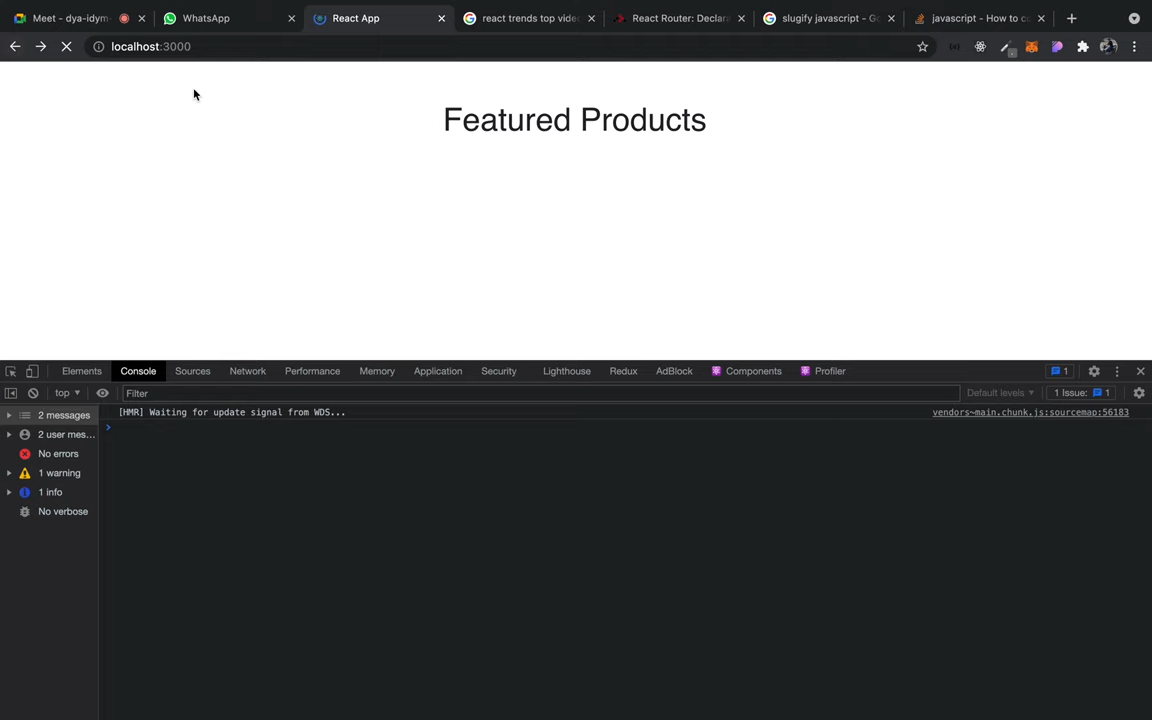 Meet - dya-idym-
WhatsApp
React App
react trends top vide
React Router: Declara
slugify javascript - Go
javascript - How to co
localhost:3000
Featured Products
Elements
Console
Sources
Network
Performance
Memory
Application
Security
Lighthouse
Redux
AdBlock
Components
Profiler
1
top
Filter
Default levels
1 Issue:
1
2 messages
[HMR] Waiting for update signal from WDS...
vendors~main.chunk.js:sourcemap:56183
2 user mes...
No errors
1 warning
1 info
No verbose